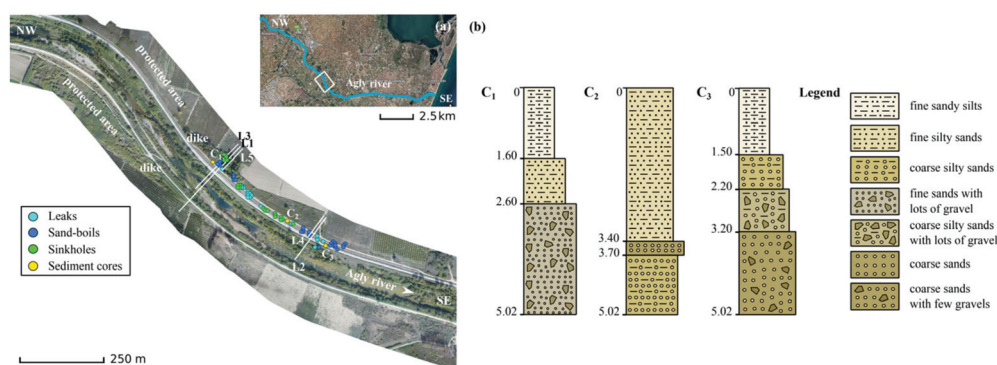 (a)
NW
Agly river
SE
2.5 km
NW
protected area
protected area
dike
dike
L3
L1
L5
C₂
L4
C₃
L2
Agly river
SE
Leaks
Sand-boils
Sinkholes
Sediment cores
250 m
(b)
C₁
0
1.60
2.60
5.02
C₂
0
3.40
3.70
5.02
C₃
0
1.50
2.20
3.20
5.02
Legend
fine sandy silts
fine silty sands
coarse silty sands
fine sands with
lots of gravel
coarse silty sands
with lots of gravel
coarse sands
coarse sands
with few gravels